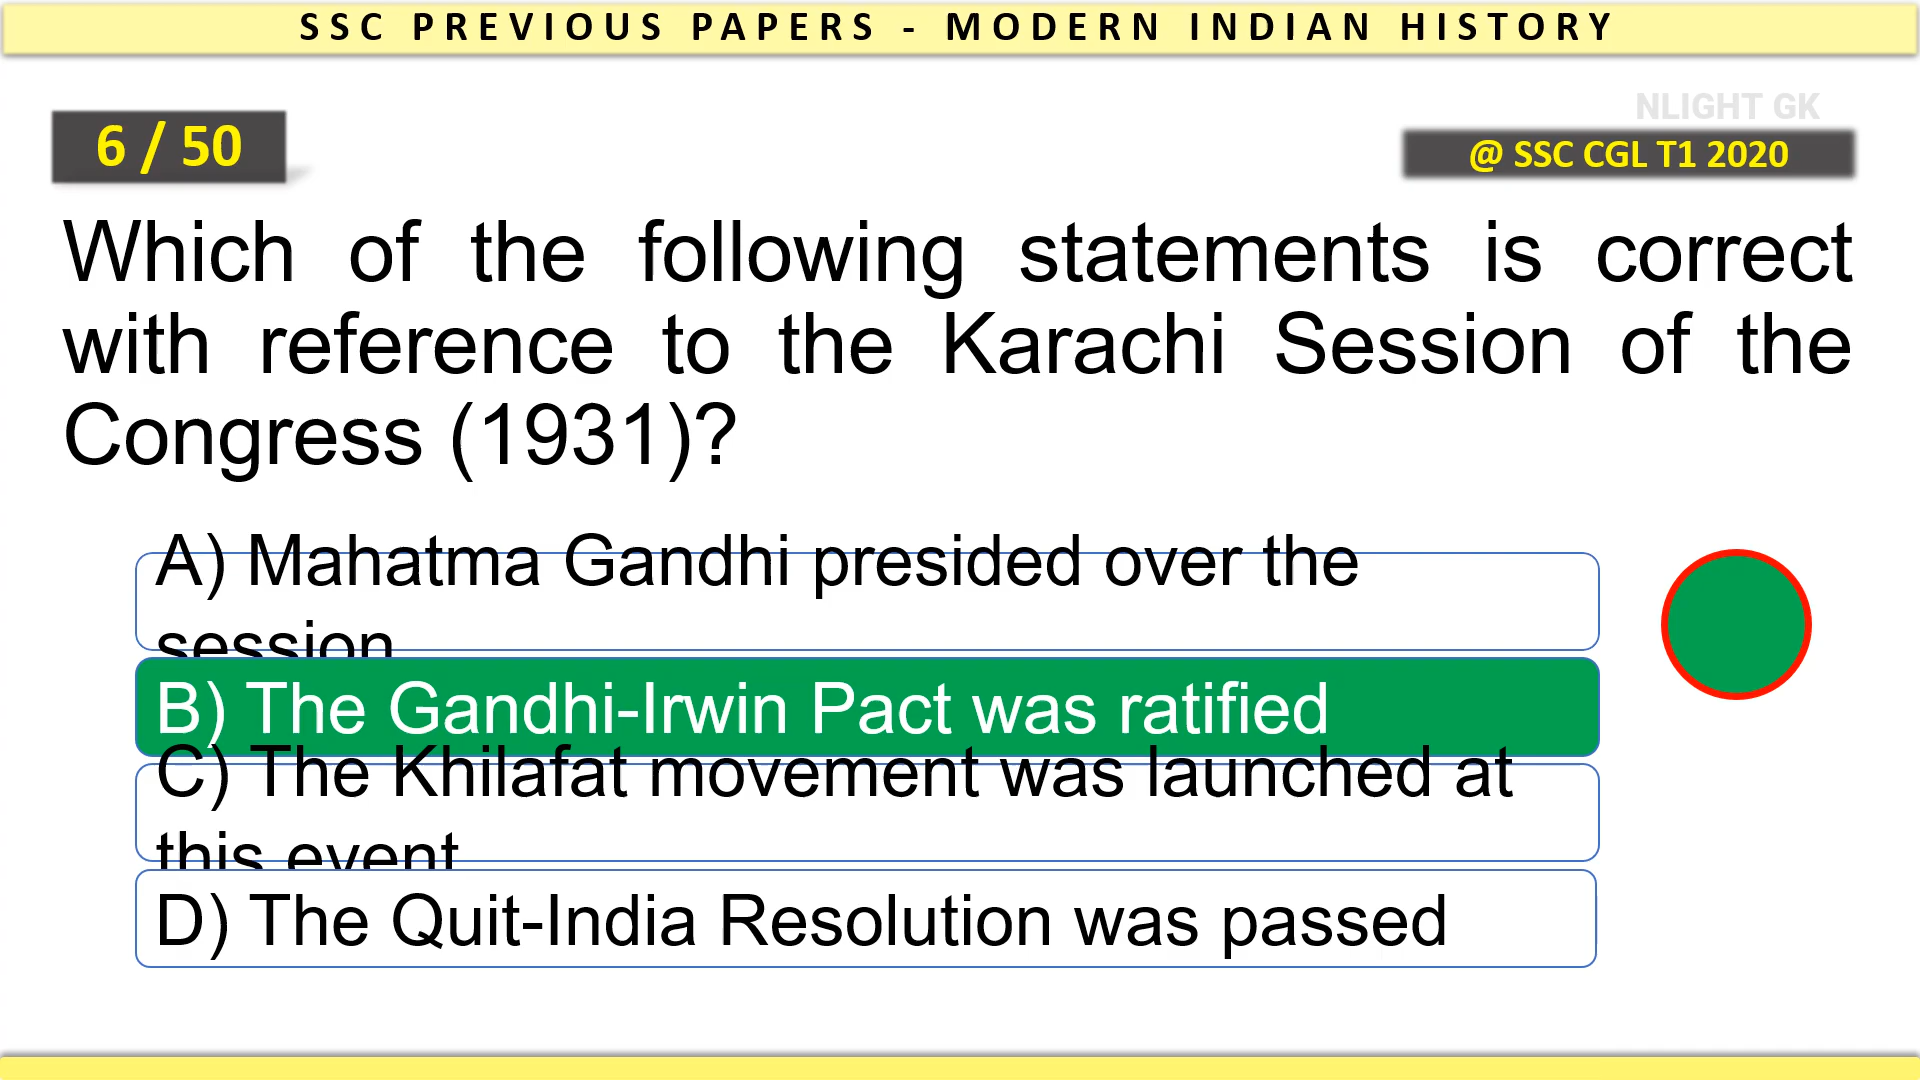 SSC PREVIOUS PAPERS - MODERN INDIAN HISTORY
NLIGHT GK
6 / 50
@ SSC CGL T1 2020
Which of the following statements is correct
with reference to the Karachi Session of the
Congress (1931)?
A) Mahatma Gandhi presided over the
session
B) The Gandhi-Irwin Pact was ratified
C) The Khilafat movement was launched at
this event
D) The Quit-India Resolution was passed